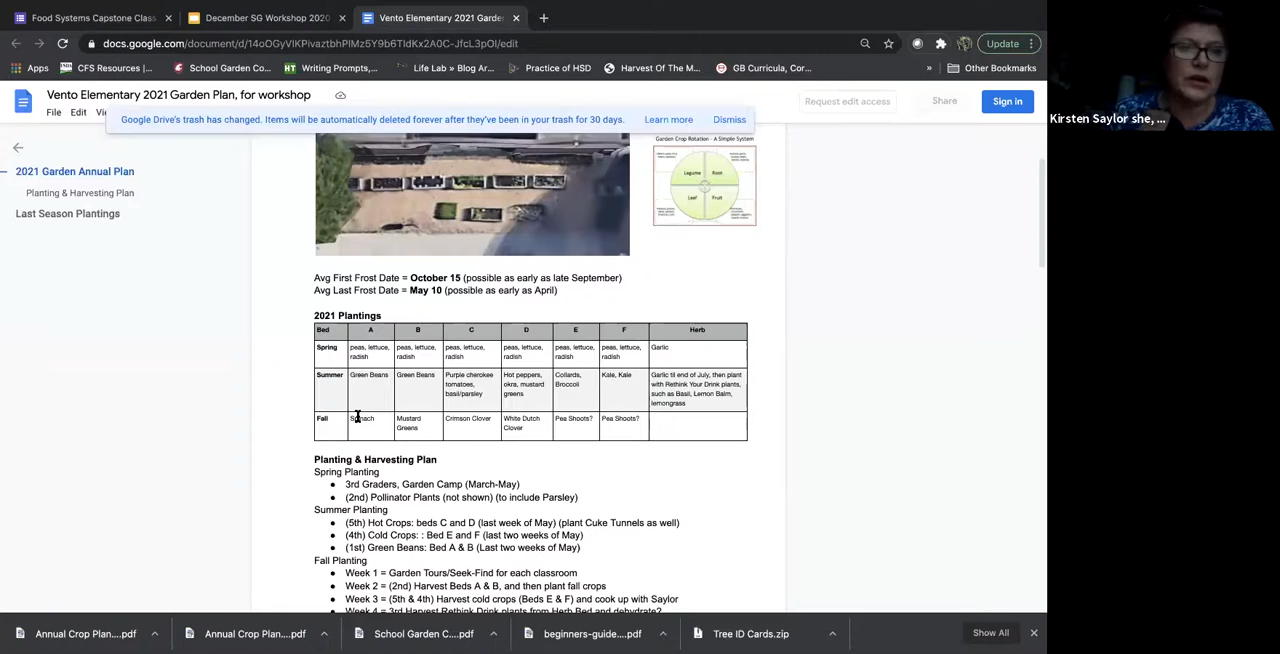 Food Systems Capstone Class
December SG Workshop 2020
Vento Elementary 2021 Garde
docs.google.com/document/d/14oOGyVIKPivaztbhPIMz5Y9b6TIdKx2A0C-JfcL3pOI/edit
Update
Apps
CFS Resources |...
School Garden Co...
Writing Prompts,...
Life Lab » Blog Ar...
Practice of HSD
Harvest Of The M...
GB Curricula, Cor...
»
Other Bookmarks
Vento Elementary 2021 Garden Plan, for workshop
File Edit Vi
Request edit access
Share
Sign in
Google Drive's trash has changed. Items will be automatically deleted forever after they've been in your trash for 30 days. Learn more Dismiss
Kirsten Saylor she, ...
2021 Garden Annual Plan
Planting & Harvesting Plan
Last Season Plantings
Garden Crop Rotation - A Simple System
Legume Root
Leaf Fruit
Avg First Frost Date = October 15 (possible as early as late September)
Avg Last Frost Date = May 10 (possible as early as April)
2021 Plantings
Bed A B C D E F Herb
Spring peas, lettuce, radish peas, lettuce, radish peas, lettuce, radish peas, lettuce, radish peas, lettuce, radish peas, lettuce, radish Garlic
Summer Green Beans Green Beans Purple cherokee tomatoes, basil/parsley Hot peppers, okra, mustard greens Collards, Broccoli Kale, Kale Garlic til end of July, then plant with Rethink Your Drink plants, such as Basil, Lemon Balm, lemongrass
Fall Spinach Mustard Greens Crimson Clover White Dutch Clover Pea Shoots? Pea Shoots?
Planting & Harvesting Plan
Spring Planting
● 3rd Graders, Garden Camp (March-May)
● (2nd) Pollinator Plants (not shown) (to include Parsley)
Summer Planting
● (5th) Hot Crops: beds C and D (last week of May) (plant Cuke Tunnels as well)
● (4th) Cold Crops: : Bed E and F (last two weeks of May)
● (1st) Green Beans: Bed A & B (Last two weeks of May)
Fall Planting
● Week 1 = Garden Tours/Seek-Find for each classroom
● Week 2 = (2nd) Harvest Beds A & B, and then plant fall crops
● Week 3 = (5th & 4th) Harvest cold crops (Beds E & F) and cook up with Saylor
● Week 4 = 3rd Harvest Rethink Drink plants from Herb Bed and dehydrate?
Annual Crop Plan....pdf
Annual Crop Plan....pdf
School Garden C....pdf
beginners-guide....pdf
Tree ID Cards.zip
Show All